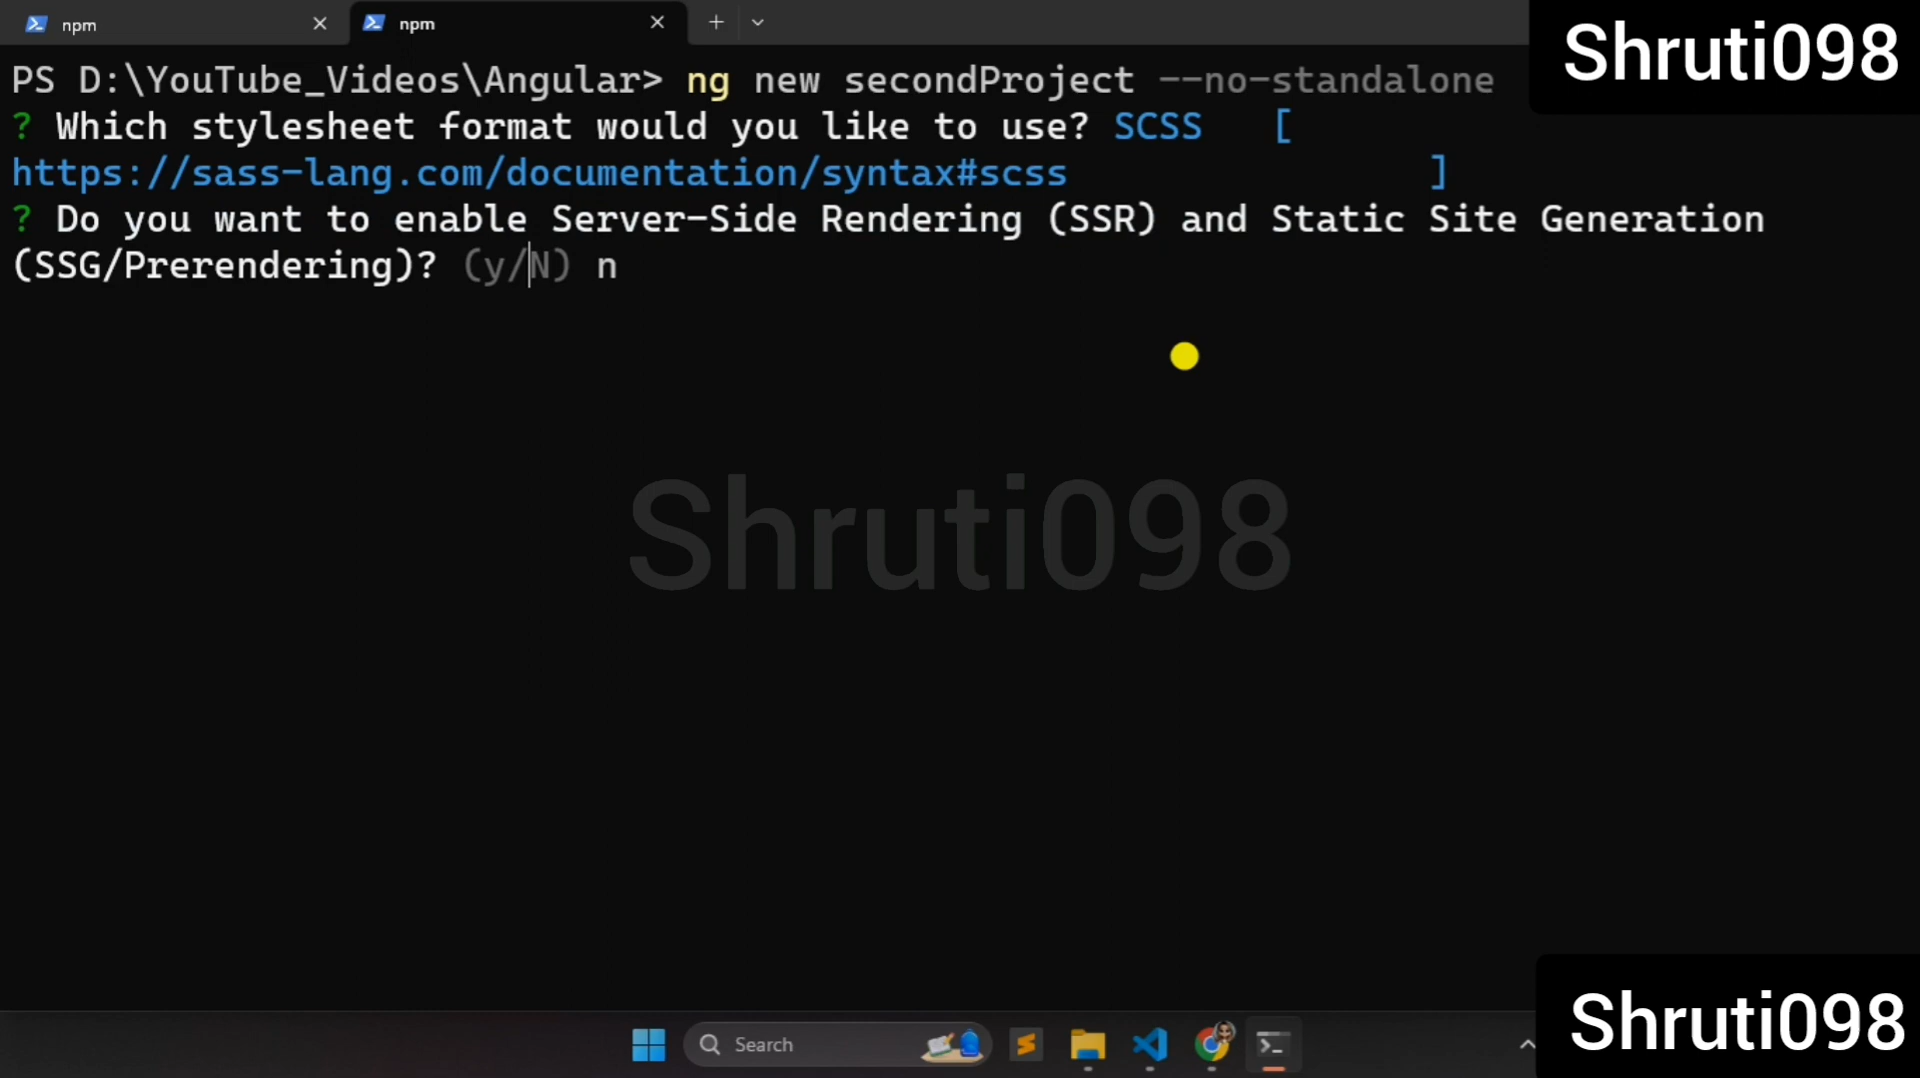 npm
npm
Shruti098
PS D:\YouTube_Videos\Angular> ng new secondProject --no-standalone
? Which stylesheet format would you like to use? SCSS [
https://sass-lang.com/documentation/syntax#scss ]
? Do you want to enable Server-Side Rendering (SSR) and Static Site Generation
(SSG/Prerendering)? (y/N) n
Shruti098
Search
Shruti098